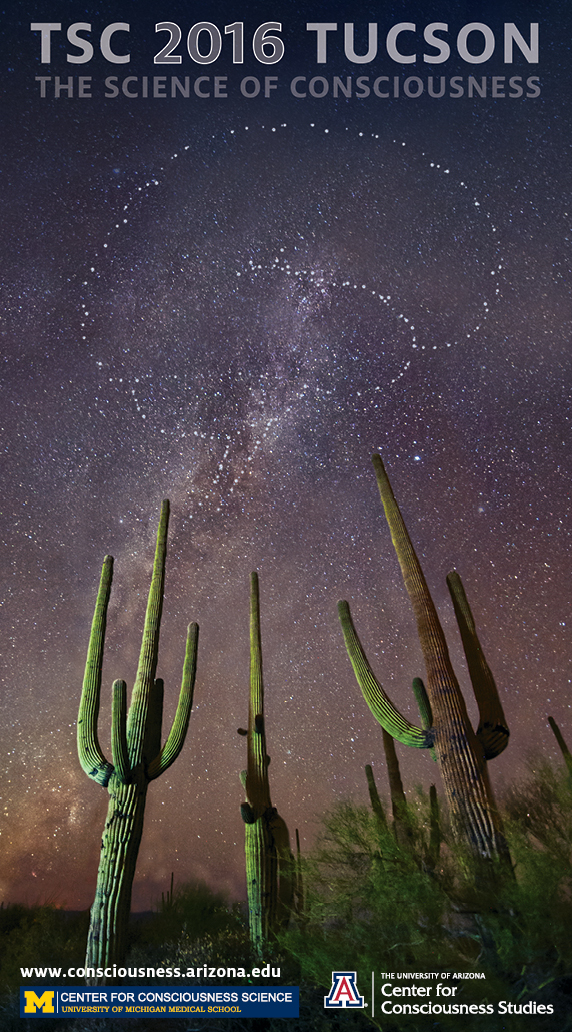 TSC 2016 TUCSON
THE SCIENCE OF CONSCIOUSNESS
www.consciousness.arizona.edu
M CENTER FOR CONSCIOUSNESS SCIENCE
UNIVERSITY OF MICHIGAN MEDICAL SCHOOL
A
THE UNIVERSITY OF ARIZONA
Center for
Consciousness Studies